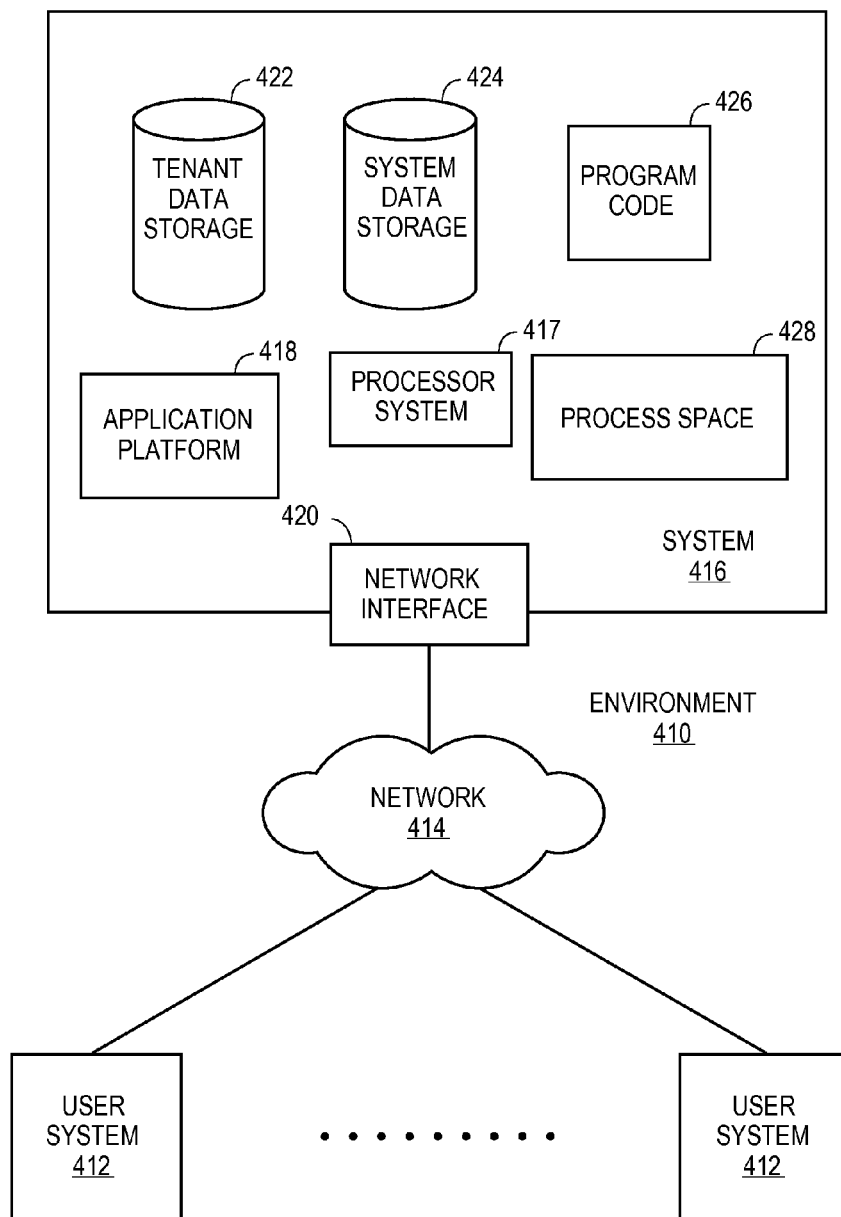 422
TENANT
DATA
STORAGE
424
SYSTEM
DATA
STORAGE
426
PROGRAM
CODE
418
APPLICATION
PLATFORM
417
PROCESSOR
SYSTEM
428
PROCESS SPACE
420
NETWORK
INTERFACE
SYSTEM
416
ENVIRONMENT
410
NETWORK
414
USER
SYSTEM
412
USER
SYSTEM
412